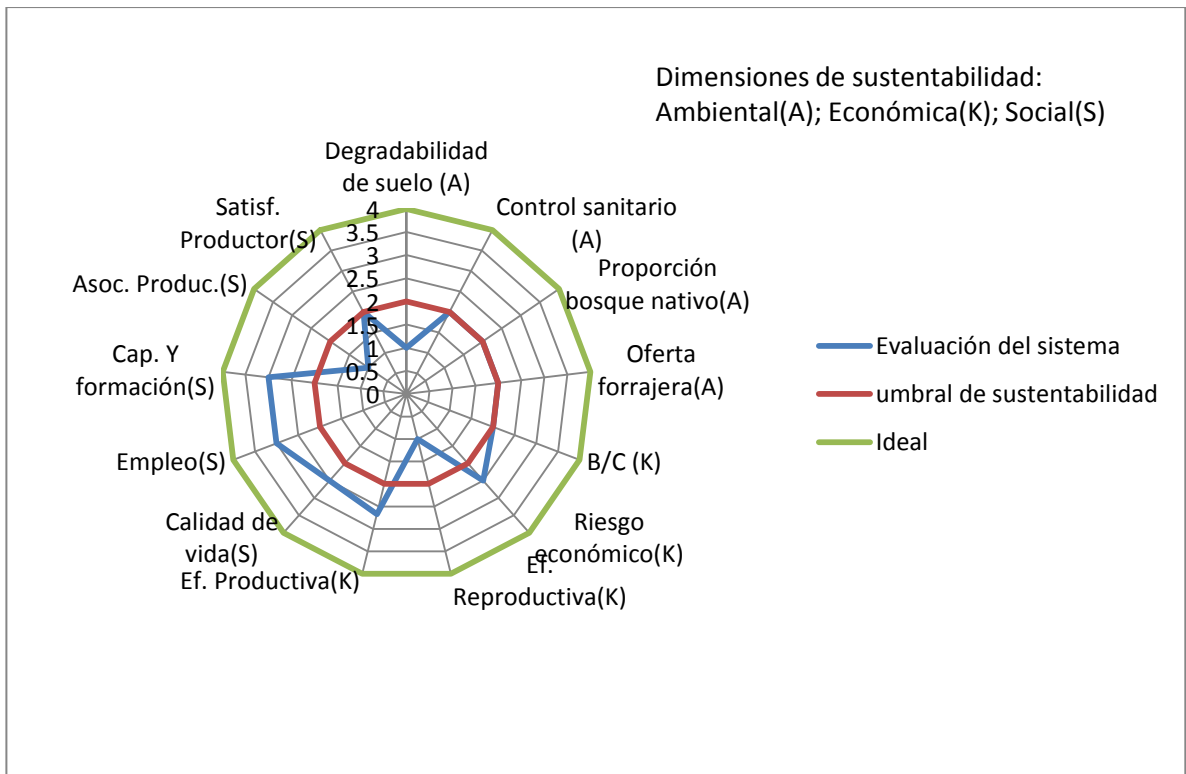 Dimensiones de sustentabilidad:
Ambiental(A); Económica(K); Social(S)
Degradabilidad
de suelo (A)
Control sanitario
(A)
Proporción
bosque nativo(A)
Oferta
forrajera(A)
B/C (K)
Riesgo
económico(K)
Ef.
Reproductiva(K)
Ef. Productiva(K)
Calidad de
vida(S)
Empleo(S)
Cap. Y
formación(S)
Asoc. Produc.(S)
Satisf.
Productor(S)
4
3.5
3
2.5
2
1.5
1
0.5
0
Evaluación del sistema
umbral de sustentabilidad
Ideal